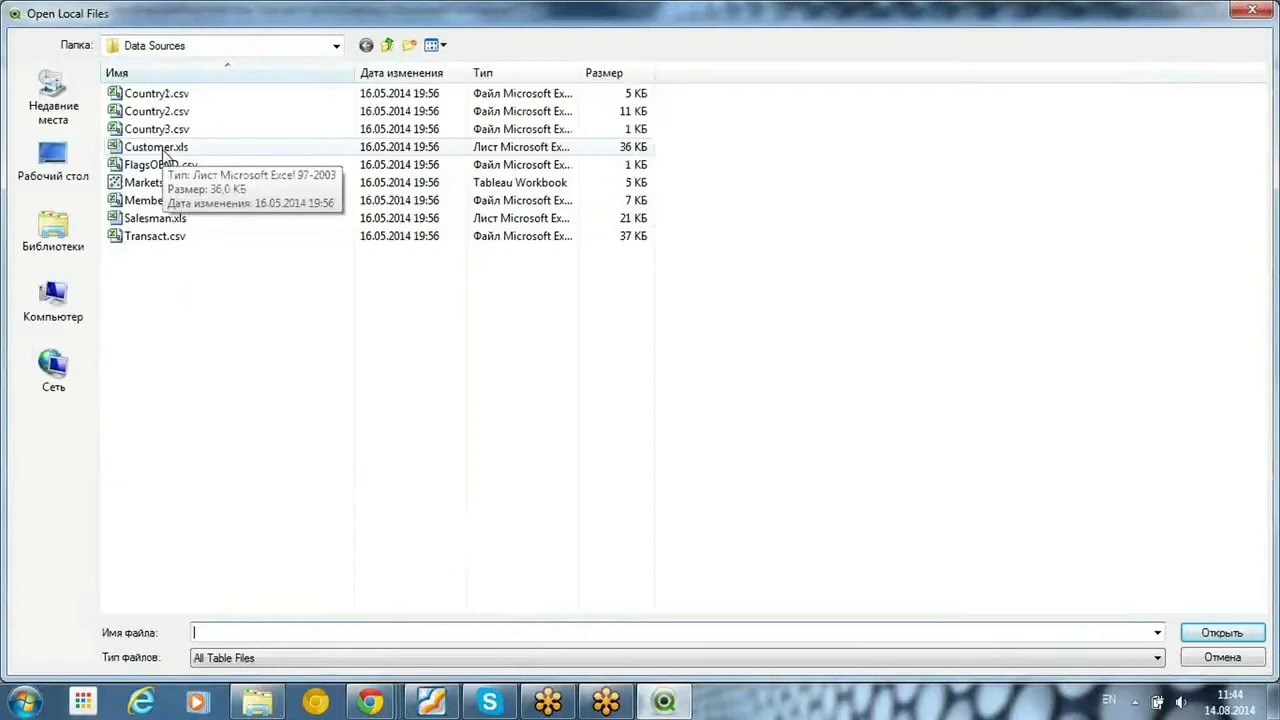 Open Local Files
Папка: Data Sources
Имя Дата изменения Тип Размер
Country1.csv 16.05.2014 19:56 Файл Microsoft Ex... 5 КБ
Country2.csv 16.05.2014 19:56 Файл Microsoft Ex... 11 КБ
Country3.csv 16.05.2014 19:56 Файл Microsoft Ex... 1 КБ
Customer.xls 16.05.2014 19:56 Лист Microsoft Ex... 36 КБ
16.05.2014 19:56 Файл Microsoft Ex... 1 КБ
Markets 16.05.2014 19:56 Tableau Workbook 5 КБ
Membe 16.05.2014 19:56 Файл Microsoft Ex... 7 КБ
Salesman.xls 16.05.2014 19:56 Лист Microsoft Ex... 21 КБ
Transact.csv 16.05.2014 19:56 Файл Microsoft Ex... 37 КБ
Тип: Лист Microsoft Excel 97-2003
Размер: 36,0 КБ
Дата изменения: 16.05.2014 19:56
Недавние
места
Рабочий стол
Библиотеки
Компьютер
Сеть
Имя файла: Открыть
Тип файлов: All Table Files Отмена
EN 11:44
14.08.2014